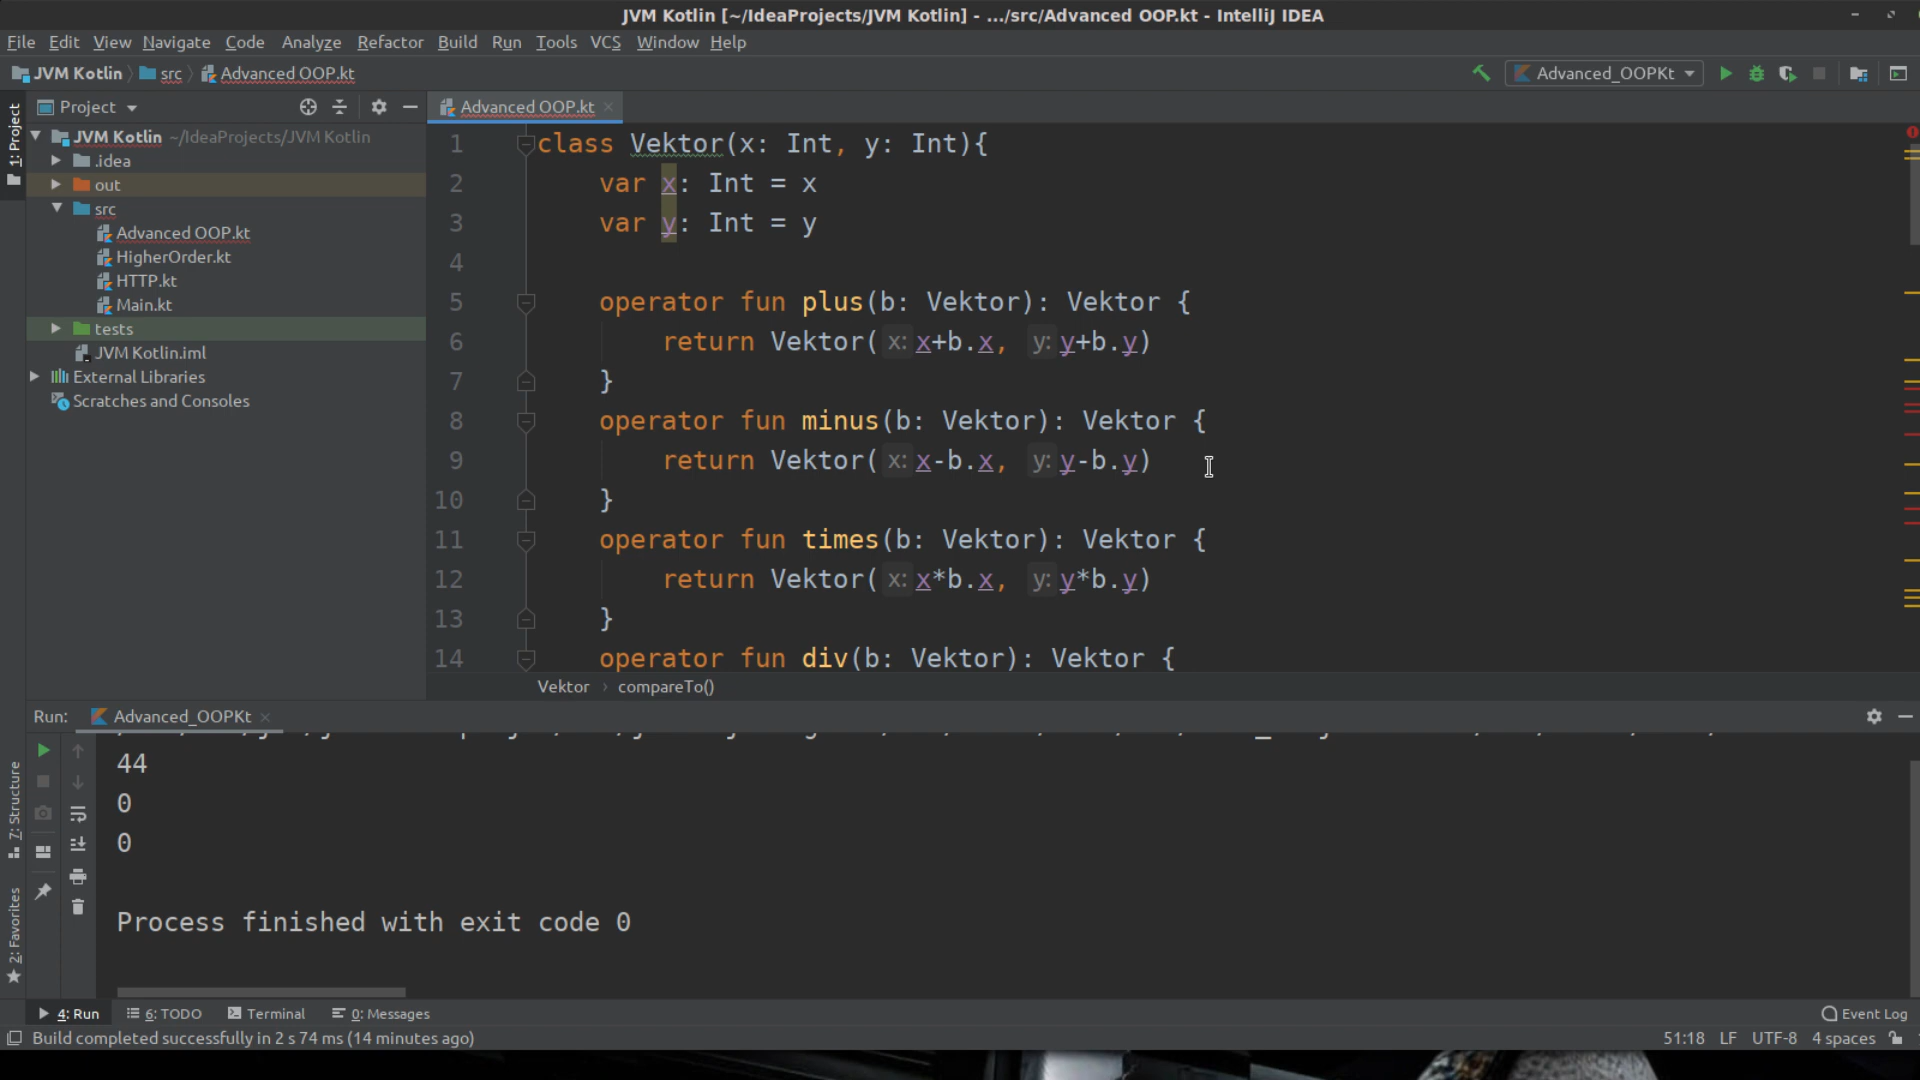 JVM Kotlin [~/IdeaProjects/JVM Kotlin] - .../src/Advanced OOP.kt - IntelliJ IDEA
File Edit View Navigate Code Analyze Refactor Build Run Tools VCS Window Help
JVM Kotlin src Advanced OOP.kt
Advanced_OOPKt
1: Project
Project
JVM Kotlin ~/IdeaProjects/JVM Kotlin
.idea
out
src
Advanced OOP.kt
HigherOrder.kt
HTTP.kt
Main.kt
tests
JVM Kotlin.iml
External Libraries
Scratches and Consoles
Advanced OOP.kt
1 class Vektor(x: Int, y: Int){
2 var x: Int = x
3 var y: Int = y
4
5 operator fun plus(b: Vektor): Vektor {
6 return Vektor( x: x+b.x, y: y+b.y)
7 }
8 operator fun minus(b: Vektor): Vektor {
9 return Vektor( x: x-b.x, y: y-b.y)
10 }
11 operator fun times(b: Vektor): Vektor {
12 return Vektor( x: x*b.x, y: y*b.y)
13 }
14 operator fun div(b: Vektor): Vektor {
Vektor › compareTo()
Run: Advanced_OOPKt
44
0
0
Process finished with exit code 0
7: Structure
2: Favorites
4: Run 6: TODO Terminal 0: Messages Event Log
Build completed successfully in 2 s 74 ms (14 minutes ago) 51:18 LF UTF-8 4 spaces